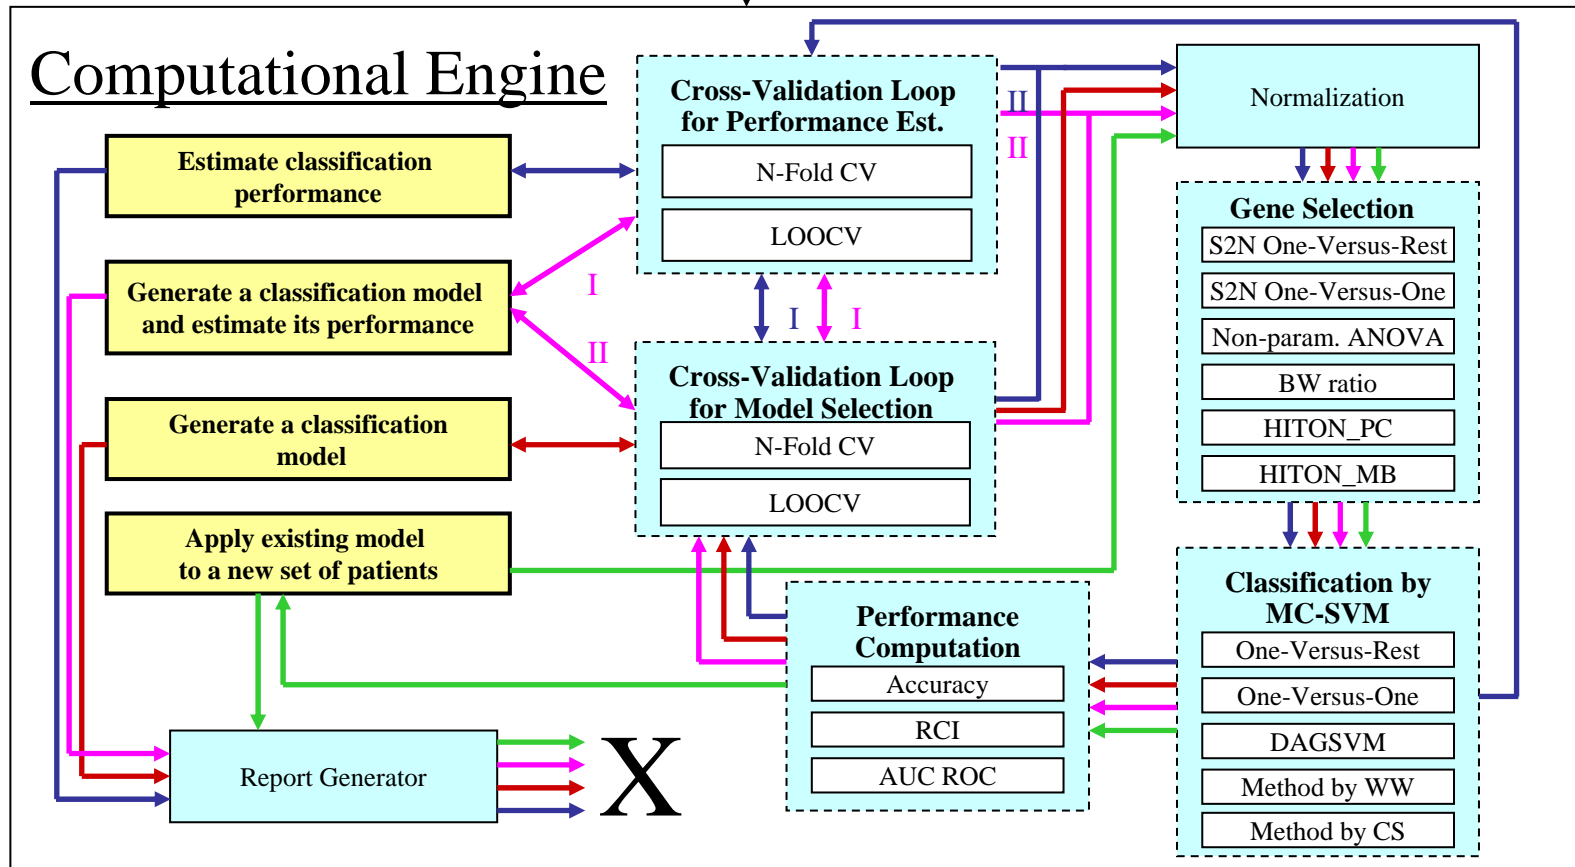 Computational Engine
Cross-Validation Loop
for Performance Est.
N-Fold CV
LOOCV
II
II
Normalization
Estimate classification
performance
Gene Selection
S2N One-Versus-Rest
S2N One-Versus-One
Non-param. ANOVA
BW ratio
HITON_PC
HITON_MB
Generate a classification model
and estimate its performance
I
II
I
I
Cross-Validation Loop
for Model Selection
N-Fold CV
LOOCV
Generate a classification
model
Apply existing model
to a new set of patients
Performance
Computation
Accuracy
RCI
AUC ROC
Classification by
MC-SVM
One-Versus-Rest
One-Versus-One
DAGSVM
Method by WW
Method by CS
Report Generator
X